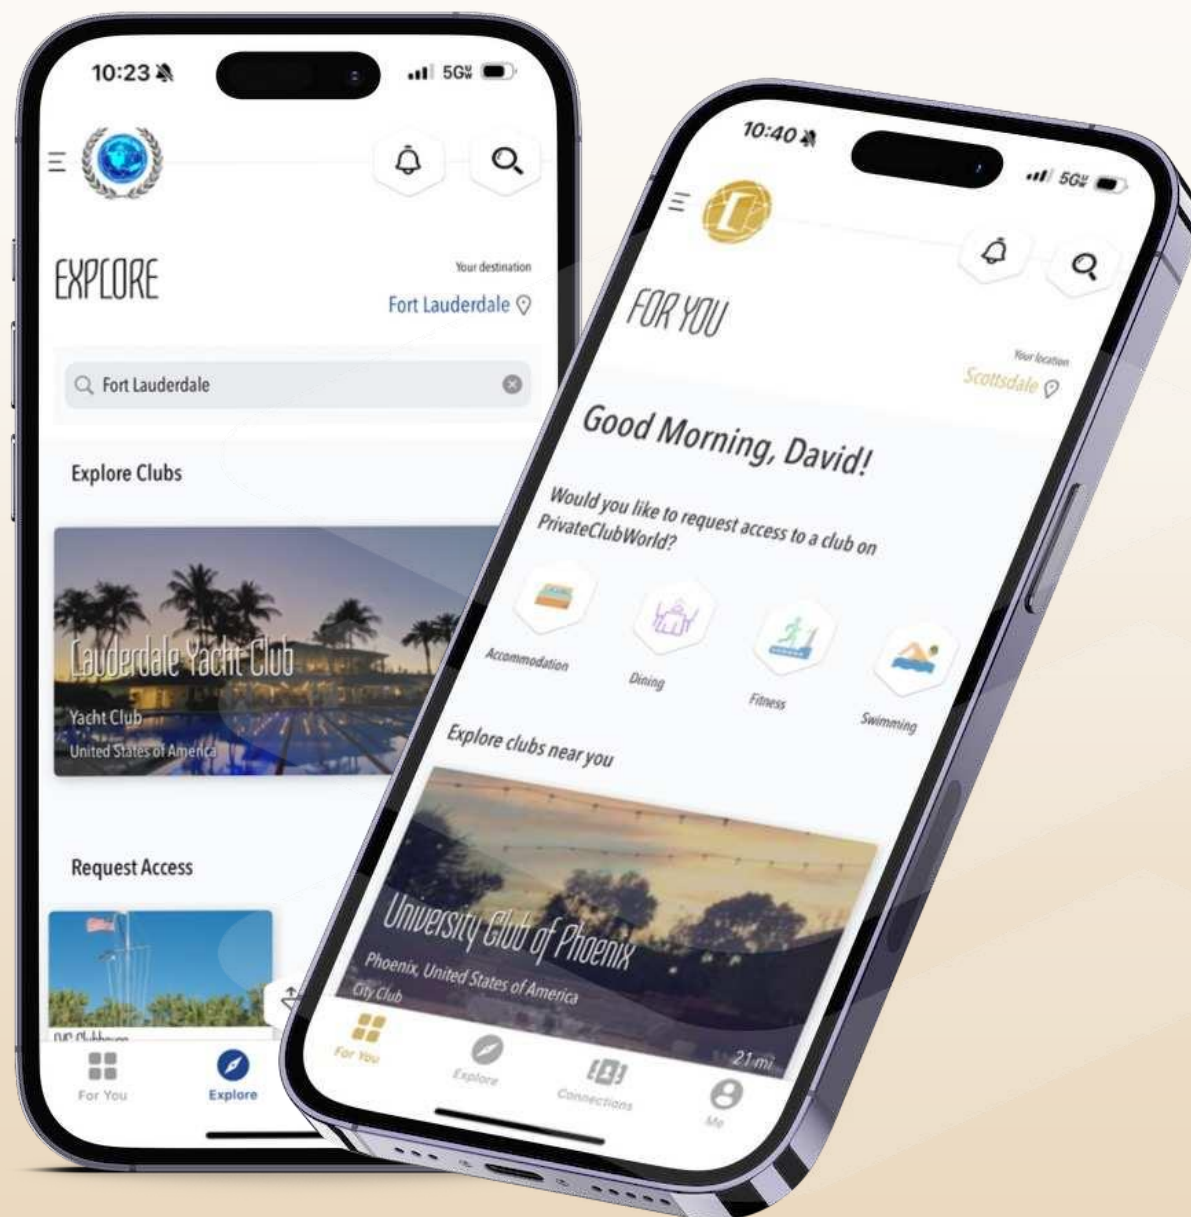 10:23
5G
EXPLORE
Your destination
Fort Lauderdale
Fort Lauderdale
Explore Clubs
Lauderdale Yacht Club
Yacht Club
United States of America
Request Access
For You
Explore
10:40
5G
FOR YOU
Your location
Scottsdale
Good Morning, David!
Would you like to request access to a club on
PrivateClubWorld?
Accommodation
Dining
Fitness
Swimming
Explore clubs near you
University Club of Phoenix
Phoenix, United States of America
City Club
21 mi
For You
Explore
Connections
Me